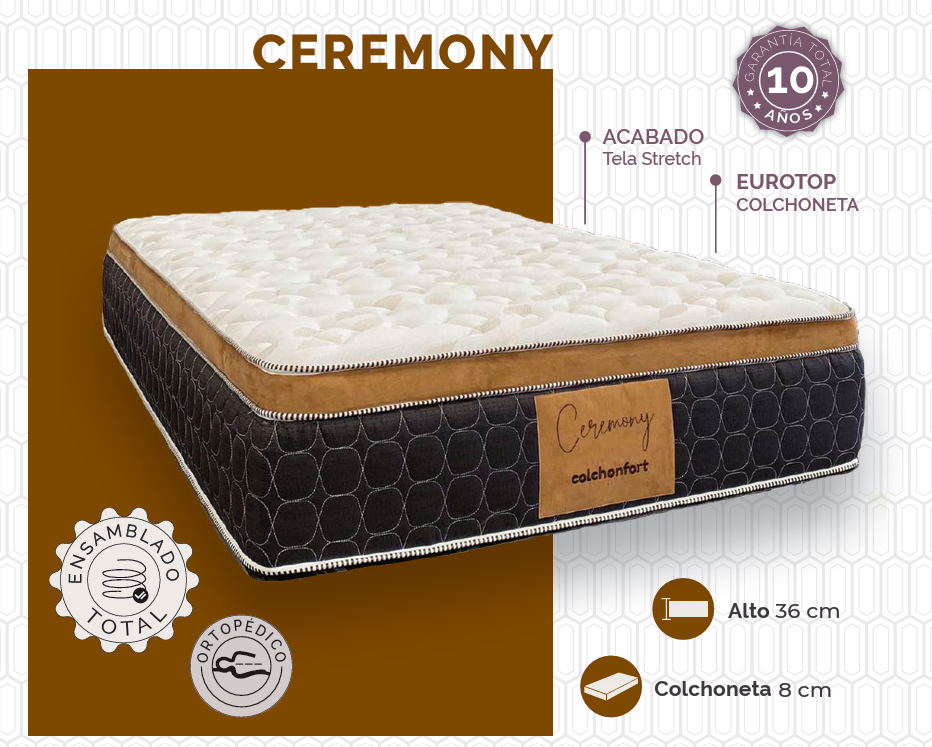 CEREMONY
GARANTÍA TOTAL
10
AÑOS
ACABADO
Tela Stretch
EUROTOP
COLCHONETA
Ceremony
colchonfort
ENSAMBLADO
TOTAL
ORTOPÉDICO
Alto 36 cm
Colchoneta 8 cm